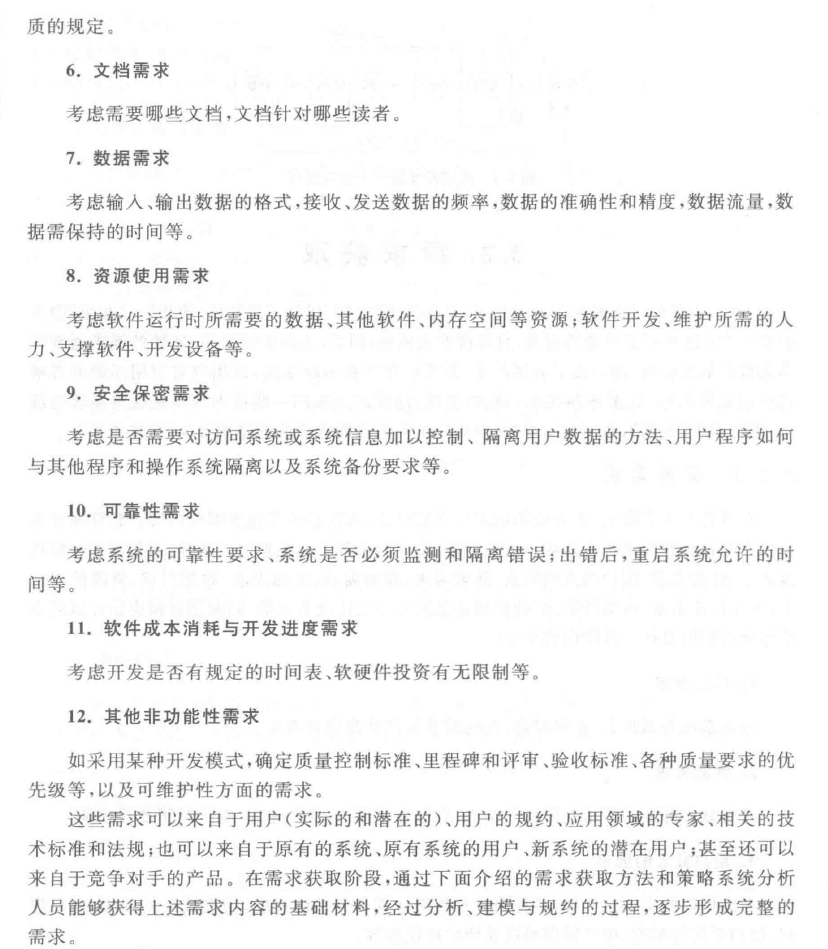 质的规定。
6. 文档需求
考虑需要哪些文档,文档针对哪些读者。
7. 数据需求
考虑输入、输出数据的格式,接收、发送数据的频率,数据的准确性和精度,数据流量,数
据需保持的时间等。
8. 资源使用需求
考虑软件运行时所需要的数据、其他软件、内存空间等资源;软件开发、维护所需的人
力、支撑软件、开发设备等。
9. 安全保密需求
考虑是否需要对访问系统或系统信息加以控制、隔离用户数据的方法、用户程序如何
与其他程序和操作系统隔离以及系统备份要求等。
10. 可靠性需求
考虑系统的可靠性要求、系统是否必须监测和隔离错误;出错后,重启系统允许的时
间等。
11. 软件成本消耗与开发进度需求
考虑开发是否有规定的时间表、软硬件投资有无限制等。
12. 其他非功能性需求
如采用某种开发模式,确定质量控制标准、里程碑和评审、验收标准、各种质量要求的优
先级等,以及可维护性方面的需求。
这些需求可以来自于用户(实际的和潜在的)、用户的规约、应用领域的专家、相关的技
术标准和法规;也可以来自于原有的系统、原有系统的用户、新系统的潜在用户;甚至还可以
来自于竞争对手的产品。在需求获取阶段,通过下面介绍的需求获取方法和策略系统分析
人员能够获得上述需求内容的基础材料,经过分析、建模与规约的过程,逐步形成完整的
需求。